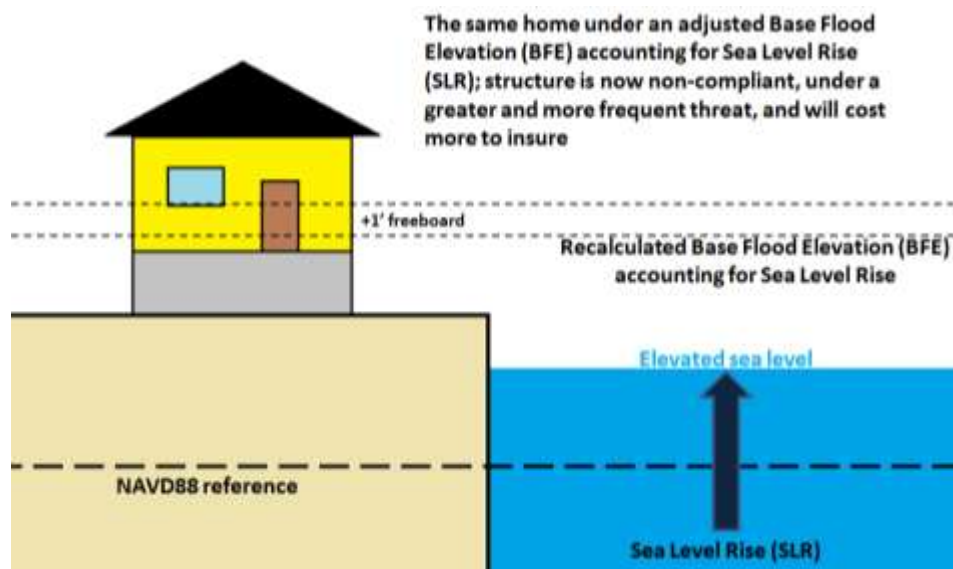 The same home under an adjusted Base Flood
Elevation (BFE) accounting for Sea Level Rise
(SLR); structure is now non-compliant, under a
greater and more frequent threat, and will cost
more to insure
+1' freeboard
Recalculated Base Flood Elevation (BFE)
accounting for Sea Level Rise
Elevated sea level
NAVD88 reference
Sea Level Rise (SLR)